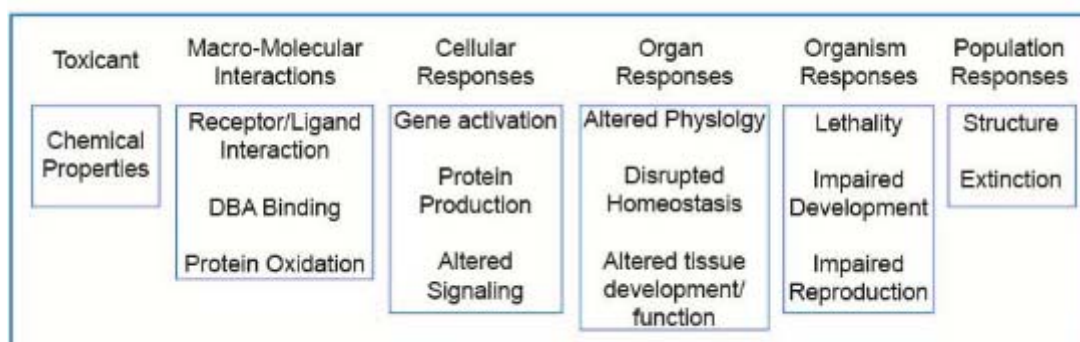 Toxicant
Macro-Molecular
Interactions
Cellular
Responses
Organ
Responses
Organism
Responses
Population
Responses
Chemical
Properties
Receptor/Ligand
Interaction
DBA Binding
Protein Oxidation
Gene activation
Protein
Production
Altered
Signaling
Altered Physlolgy
Disrupted
Homeostasis
Altered tissue
development/
function
Lethality
Impaired
Development
Impaired
Reproduction
Structure
Extinction